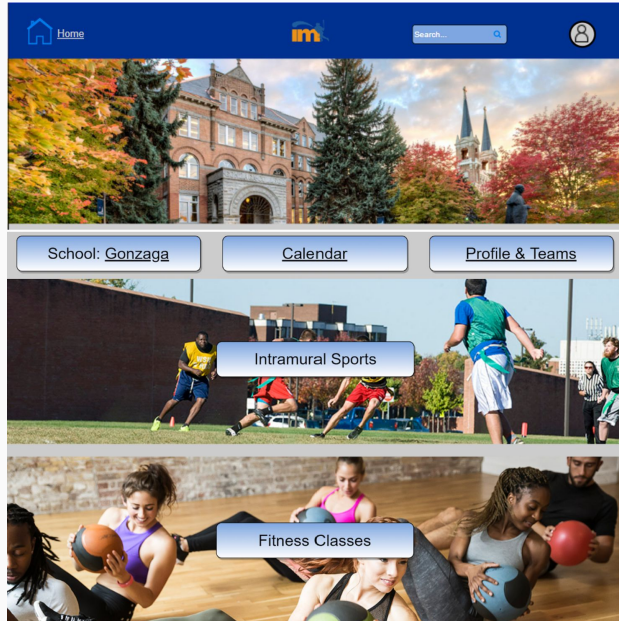 Home
im
Search...
School: Gonzaga
Calendar
Profile & Teams
Intramural Sports
Fitness Classes